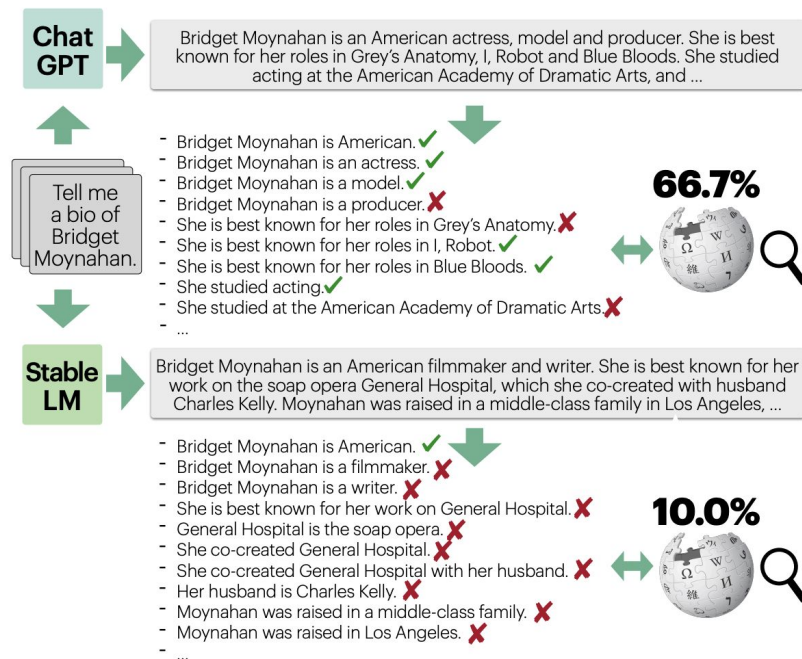 Chat
GPT
Bridget Moynahan is an American actress, model and producer. She is best
known for her roles in Grey's Anatomy, I, Robot and Blue Bloods. She studied
acting at the American Academy of Dramatic Arts, and ...
Tell me
a bio of
Bridget
Moynahan.
- Bridget Moynahan is American.
- Bridget Moynahan is an actress.
- Bridget Moynahan is a model.
- Bridget Moynahan is a producer.
- She is best known for her roles in Grey's Anatomy.
- She is best known for her roles in I, Robot.
- She is best known for her roles in Blue Bloods.
- She studied acting.
- She studied at the American Academy of Dramatic Arts.
- ...
66.7%
Stable
LM
Bridget Moynahan is an American filmmaker and writer. She is best known for her
work on the soap opera General Hospital, which she co-created with husband
Charles Kelly. Moynahan was raised in a middle-class family in Los Angeles, ...
- Bridget Moynahan is American.
- Bridget Moynahan is a filmmaker.
- Bridget Moynahan is a writer.
- She is best known for her work on General Hospital.
- General Hospital is the soap opera.
- She co-created General Hospital.
- She co-created General Hospital with her husband.
- Her husband is Charles Kelly.
- Moynahan was raised in a middle-class family.
- Moynahan was raised in Los Angeles.
- ...
10.0%